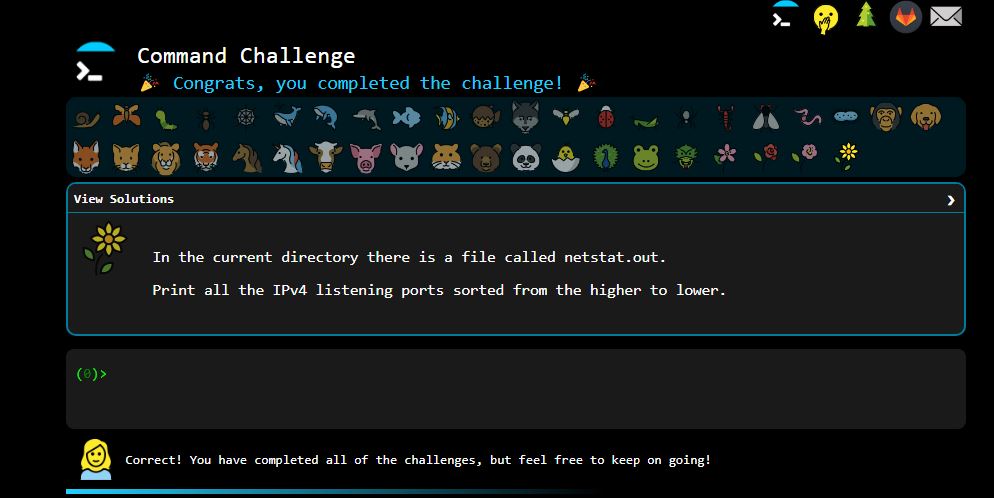 Command Challenge
🎉 Congrats, you completed the challenge! 🎉
View Solutions ❯
In the current directory there is a file called netstat.out.
Print all the IPv4 listening ports sorted from the higher to lower.
(0)>
Correct! You have completed all of the challenges, but feel free to keep on going!